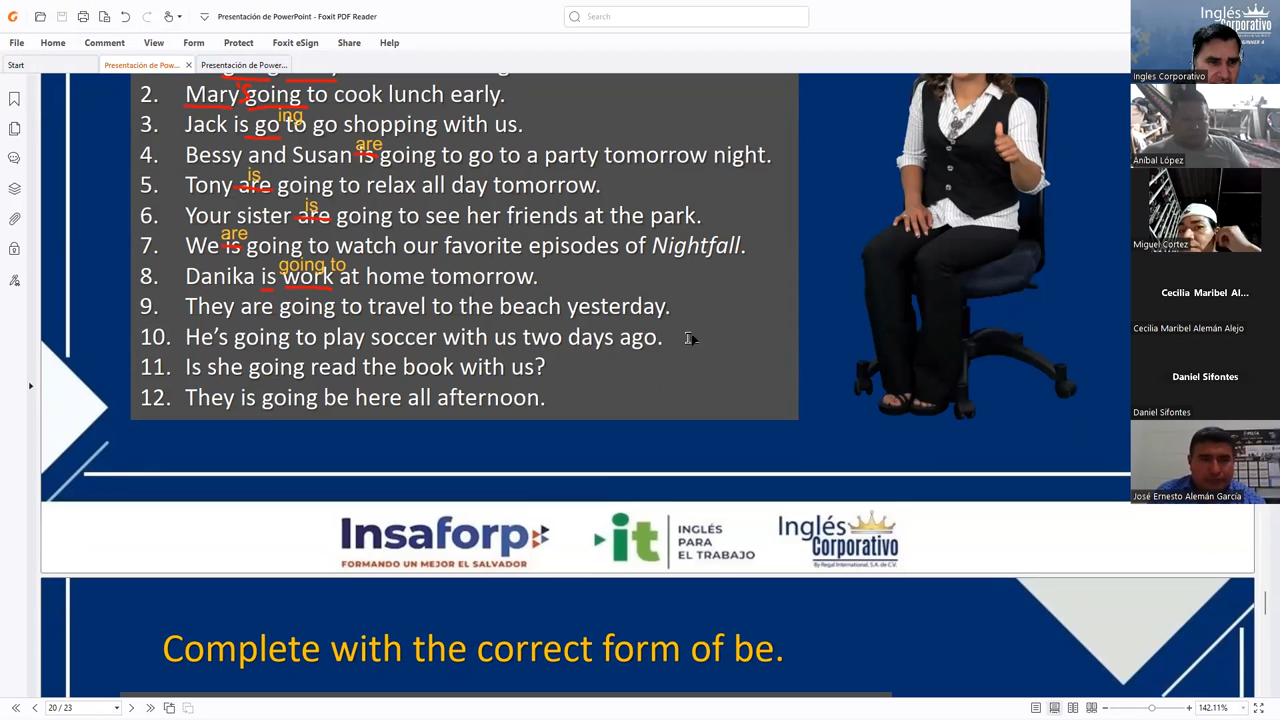 Presentación de PowerPoint - Foxit PDF Reader
Search
File Home Comment View Form Protect Foxit eSign Share Help
Start
Presentación de Pow...
Presentación de Power...
2. Mary is going to cook lunch early.
ing
3. Jack is go to go shopping with us.
are
4. Bessy and Susan is going to go to a party tomorrow night.
is
5. Tony are going to relax all day tomorrow.
is
6. Your sister are going to see her friends at the park.
are
7. We is going to watch our favorite episodes of Nightfall.
going to
8. Danika is work at home tomorrow.
9. They are going to travel to the beach yesterday.
10. He's going to play soccer with us two days ago.
11. Is she going read the book with us?
12. They is going be here all afternoon.
Insaforp
FORMANDO UN MEJOR EL SALVADOR
it
INGLÉS
PARA
EL TRABAJO
Inglés
Corporativo
By Regal International, S.A. de C.V.
Complete with the correct form of be.
20 / 23
142.11%
Inglés
Corporativo
Ingles Corporativo
Aníbal López
Miguel Cortez
Cecilia Maribel Al...
Cecilia Maribel Alemán Alejo
Daniel Sifontes
Daniel Sifontes
José Ernesto Alemán García